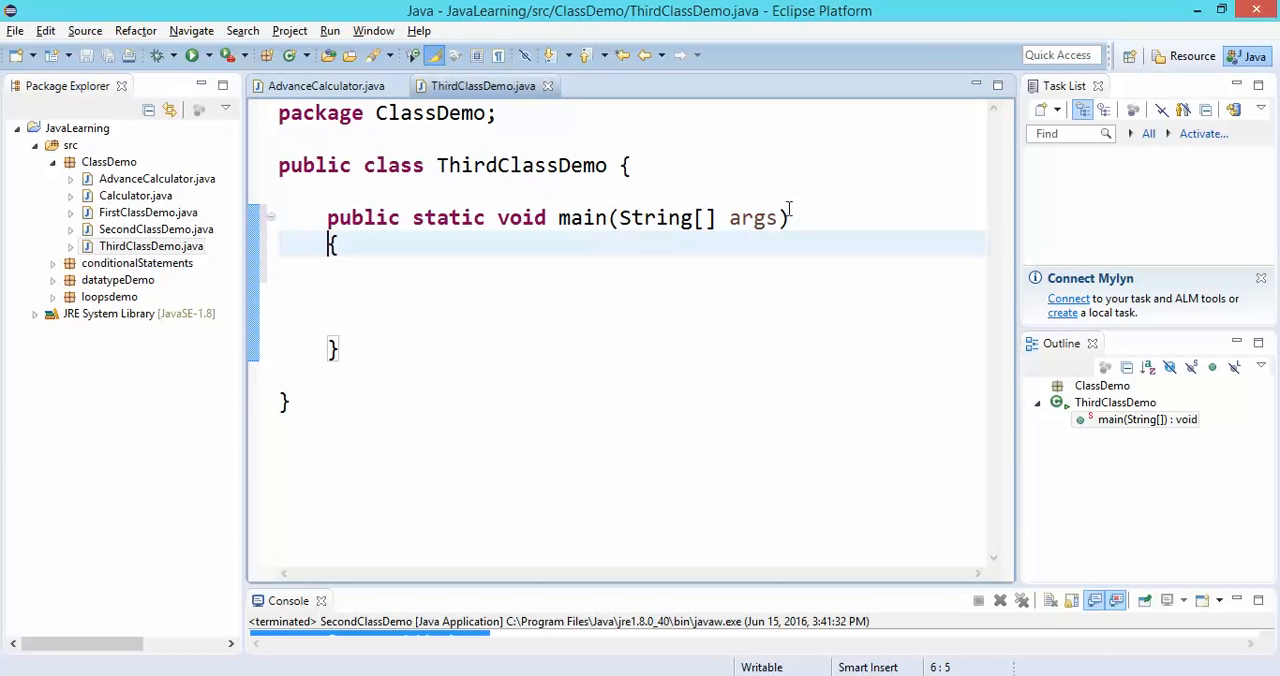 Java - JavaLearning/src/ClassDemo/ThirdClassDemo.java - Eclipse Platform
File Edit Source Refactor Navigate Search Project Run Window Help
Quick Access Resource Java
Package Explorer
JavaLearning
src
ClassDemo
AdvanceCalculator.java
Calculator.java
FirstClassDemo.java
SecondClassDemo.java
ThirdClassDemo.java
conditionalStatements
datatypeDemo
loopsdemo
JRE System Library [JavaSE-1.8]
AdvanceCalculator.java ThirdClassDemo.java
package ClassDemo;
public class ThirdClassDemo {
public static void main(String[] args)
{
}
}
Task List
Find All Activate...
Connect Mylyn
Connect to your task and ALM tools or
create a local task.
Outline
ClassDemo
ThirdClassDemo
main(String[]) : void
Console
<terminated> SecondClassDemo [Java Application] C:\Program Files\Java\jre1.8.0_40\bin\javaw.exe (Jun 15, 2016, 3:41:32 PM)
Writable Smart Insert 6 : 5